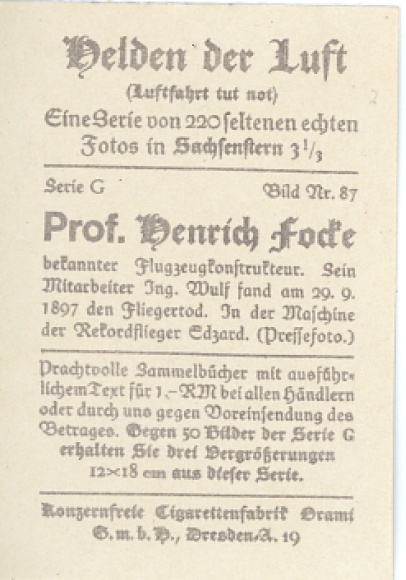 Helden der Luft
(Luftfahrt tut not)
Eine Serie von 220 seltenen echten
Fotos in Sachsenstern 3 1/3
Serie G Bild Nr. 87
Prof. Henrich Focke
bekannter Flugzeugkonstrukteur. Sein
Mitarbeiter Ing. Wulf fand am 29. 9.
1897 den Fliegertod. In der Maschine
der Rekordflieger Edzard. (Pressefoto.)
Prachtvolle Sammelbücher mit ausführ-
lichem Text für 1.– RM bei allen Händlern
oder durch uns gegen Voreinsendung des
Betrages. Gegen 50 Bilder der Serie G
erhalten Sie drei Vergrößerungen
12×18 cm aus dieser Serie.
Konzernfreie Cigarettenfabrik Orami
G.m.b.H., Dresden-A. 19